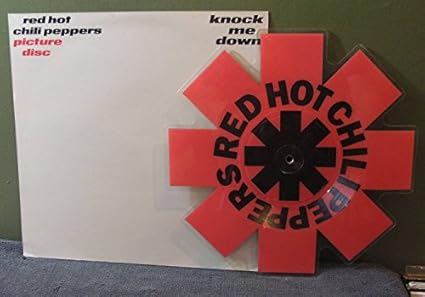 red hot
chili peppers
picture
disc
knock
me
down
RED HOT CHILI PEPPERS